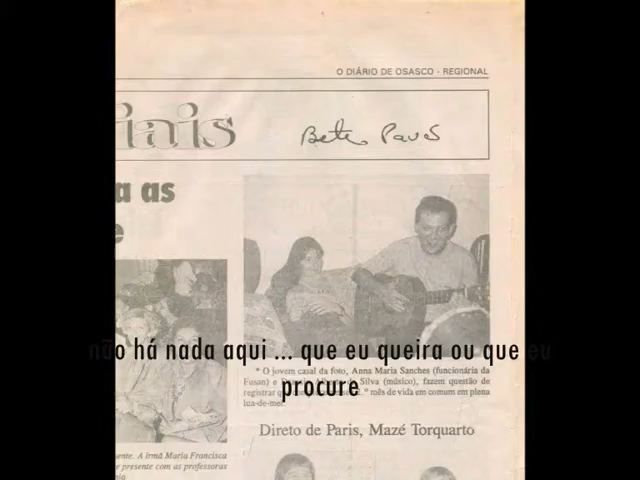 O DIÁRIO DE OSASCO - REGIONAL
iais
Bete Pavão
a as
e
não há nada aqui ... que eu queira ou que eu
procure
* O jovem casal da foto, Anna Maria Sanches (funcionária da
Fusan) e Silva (músico), fazem questão de
registrar mês de vida em comum em plena
lua-de-mel.
Direto de Paris, Mazé Torquarto
ente. A Irmã Maria Francisca
e presente com as professoras